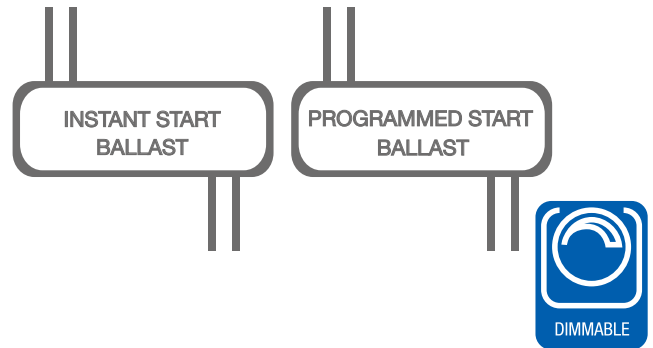 INSTANT START
BALLAST
PROGRAMMED START
BALLAST
DIMMABLE